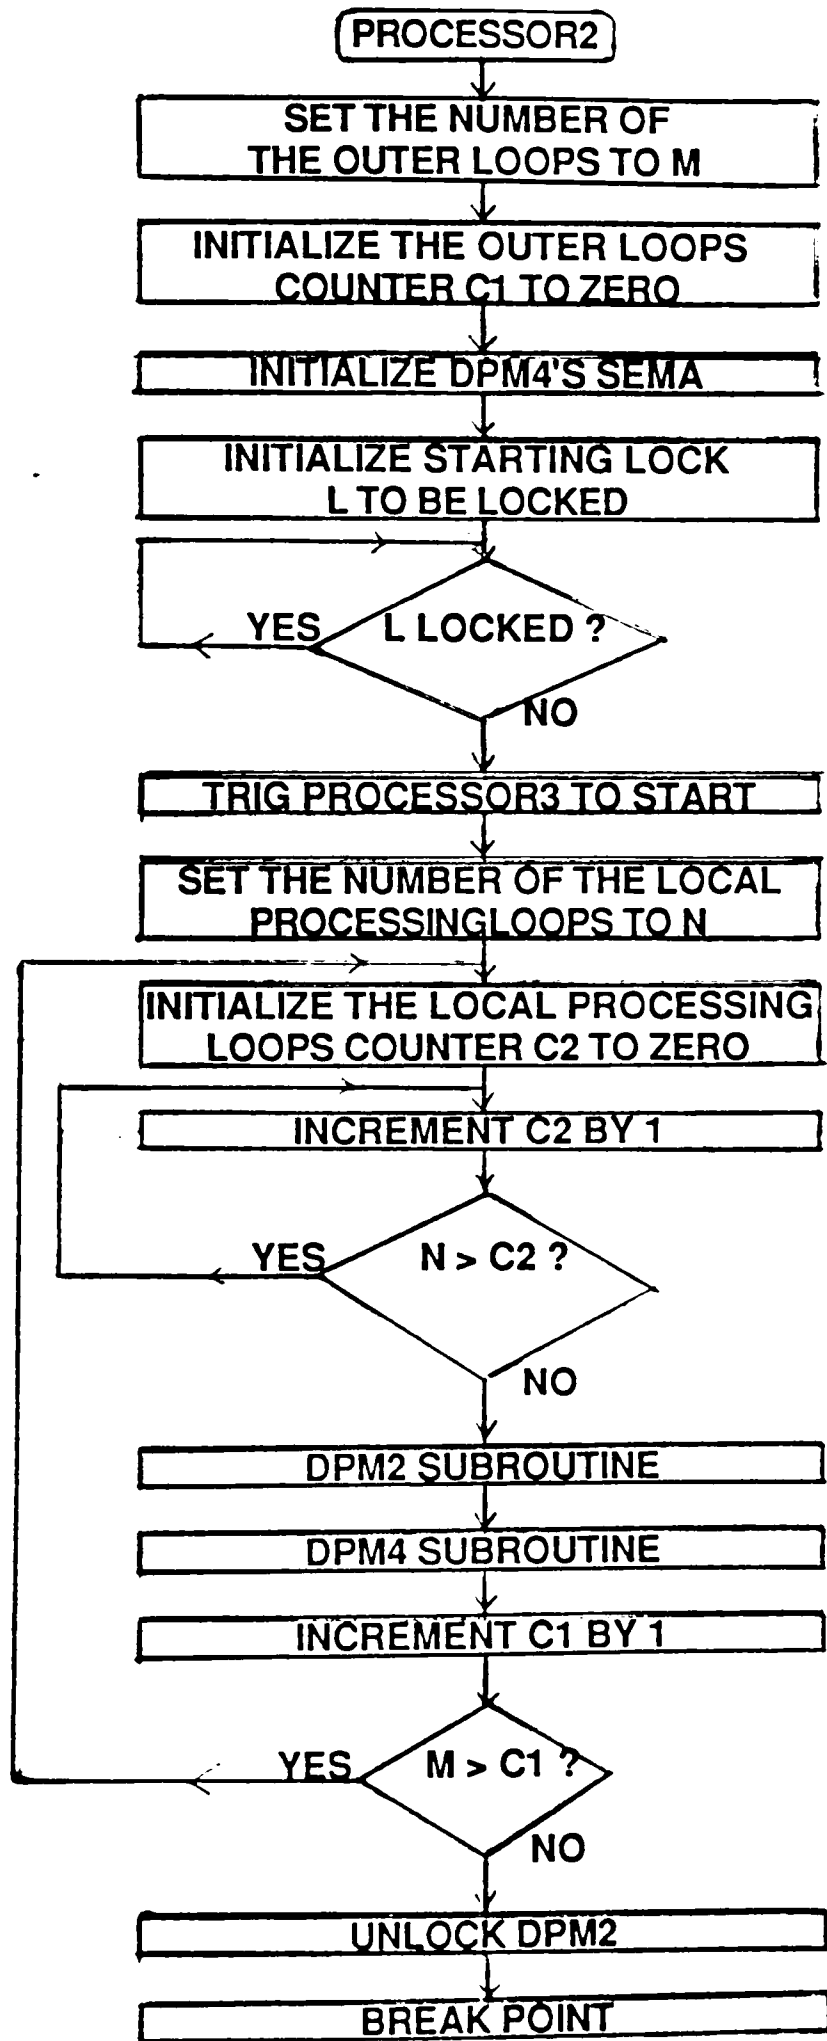 PROCESSOR2
SET THE NUMBER OF
THE OUTER LOOPS TO M
INITIALIZE THE OUTER LOOPS
COUNTER C1 TO ZERO
INITIALIZE DPM4'S SEMA
INITIALIZE STARTING LOCK
L TO BE LOCKED
YES
L LOCKED ?
NO
TRIG PROCESSOR3 TO START
SET THE NUMBER OF THE LOCAL
PROCESSINGLOOPS TO N
INITIALIZE THE LOCAL PROCESSING
LOOPS COUNTER C2 TO ZERO
INCREMENT C2 BY 1
YES
N > C2 ?
NO
DPM2 SUBROUTINE
DPM4 SUBROUTINE
INCREMENT C1 BY 1
YES
M > C1 ?
NO
UNLOCK DPM2
BREAK POINT